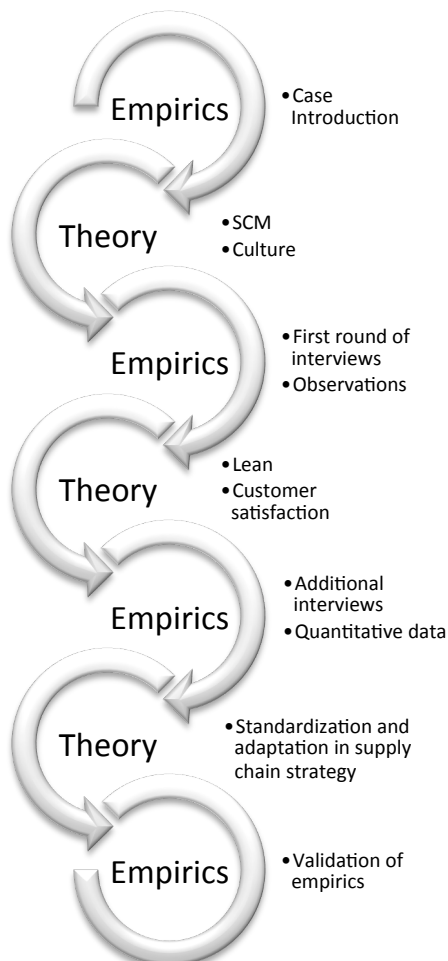 Empirics
•Case
Introduction
Theory
•SCM
•Culture
Empirics
•First round of
interviews
•Observations
Theory
•Lean
•Customer
satisfaction
Empirics
•Additional
interviews
•Quantitative data
Theory
•Standardization and
adaptation in supply
chain strategy
Empirics
•Validation of
empirics